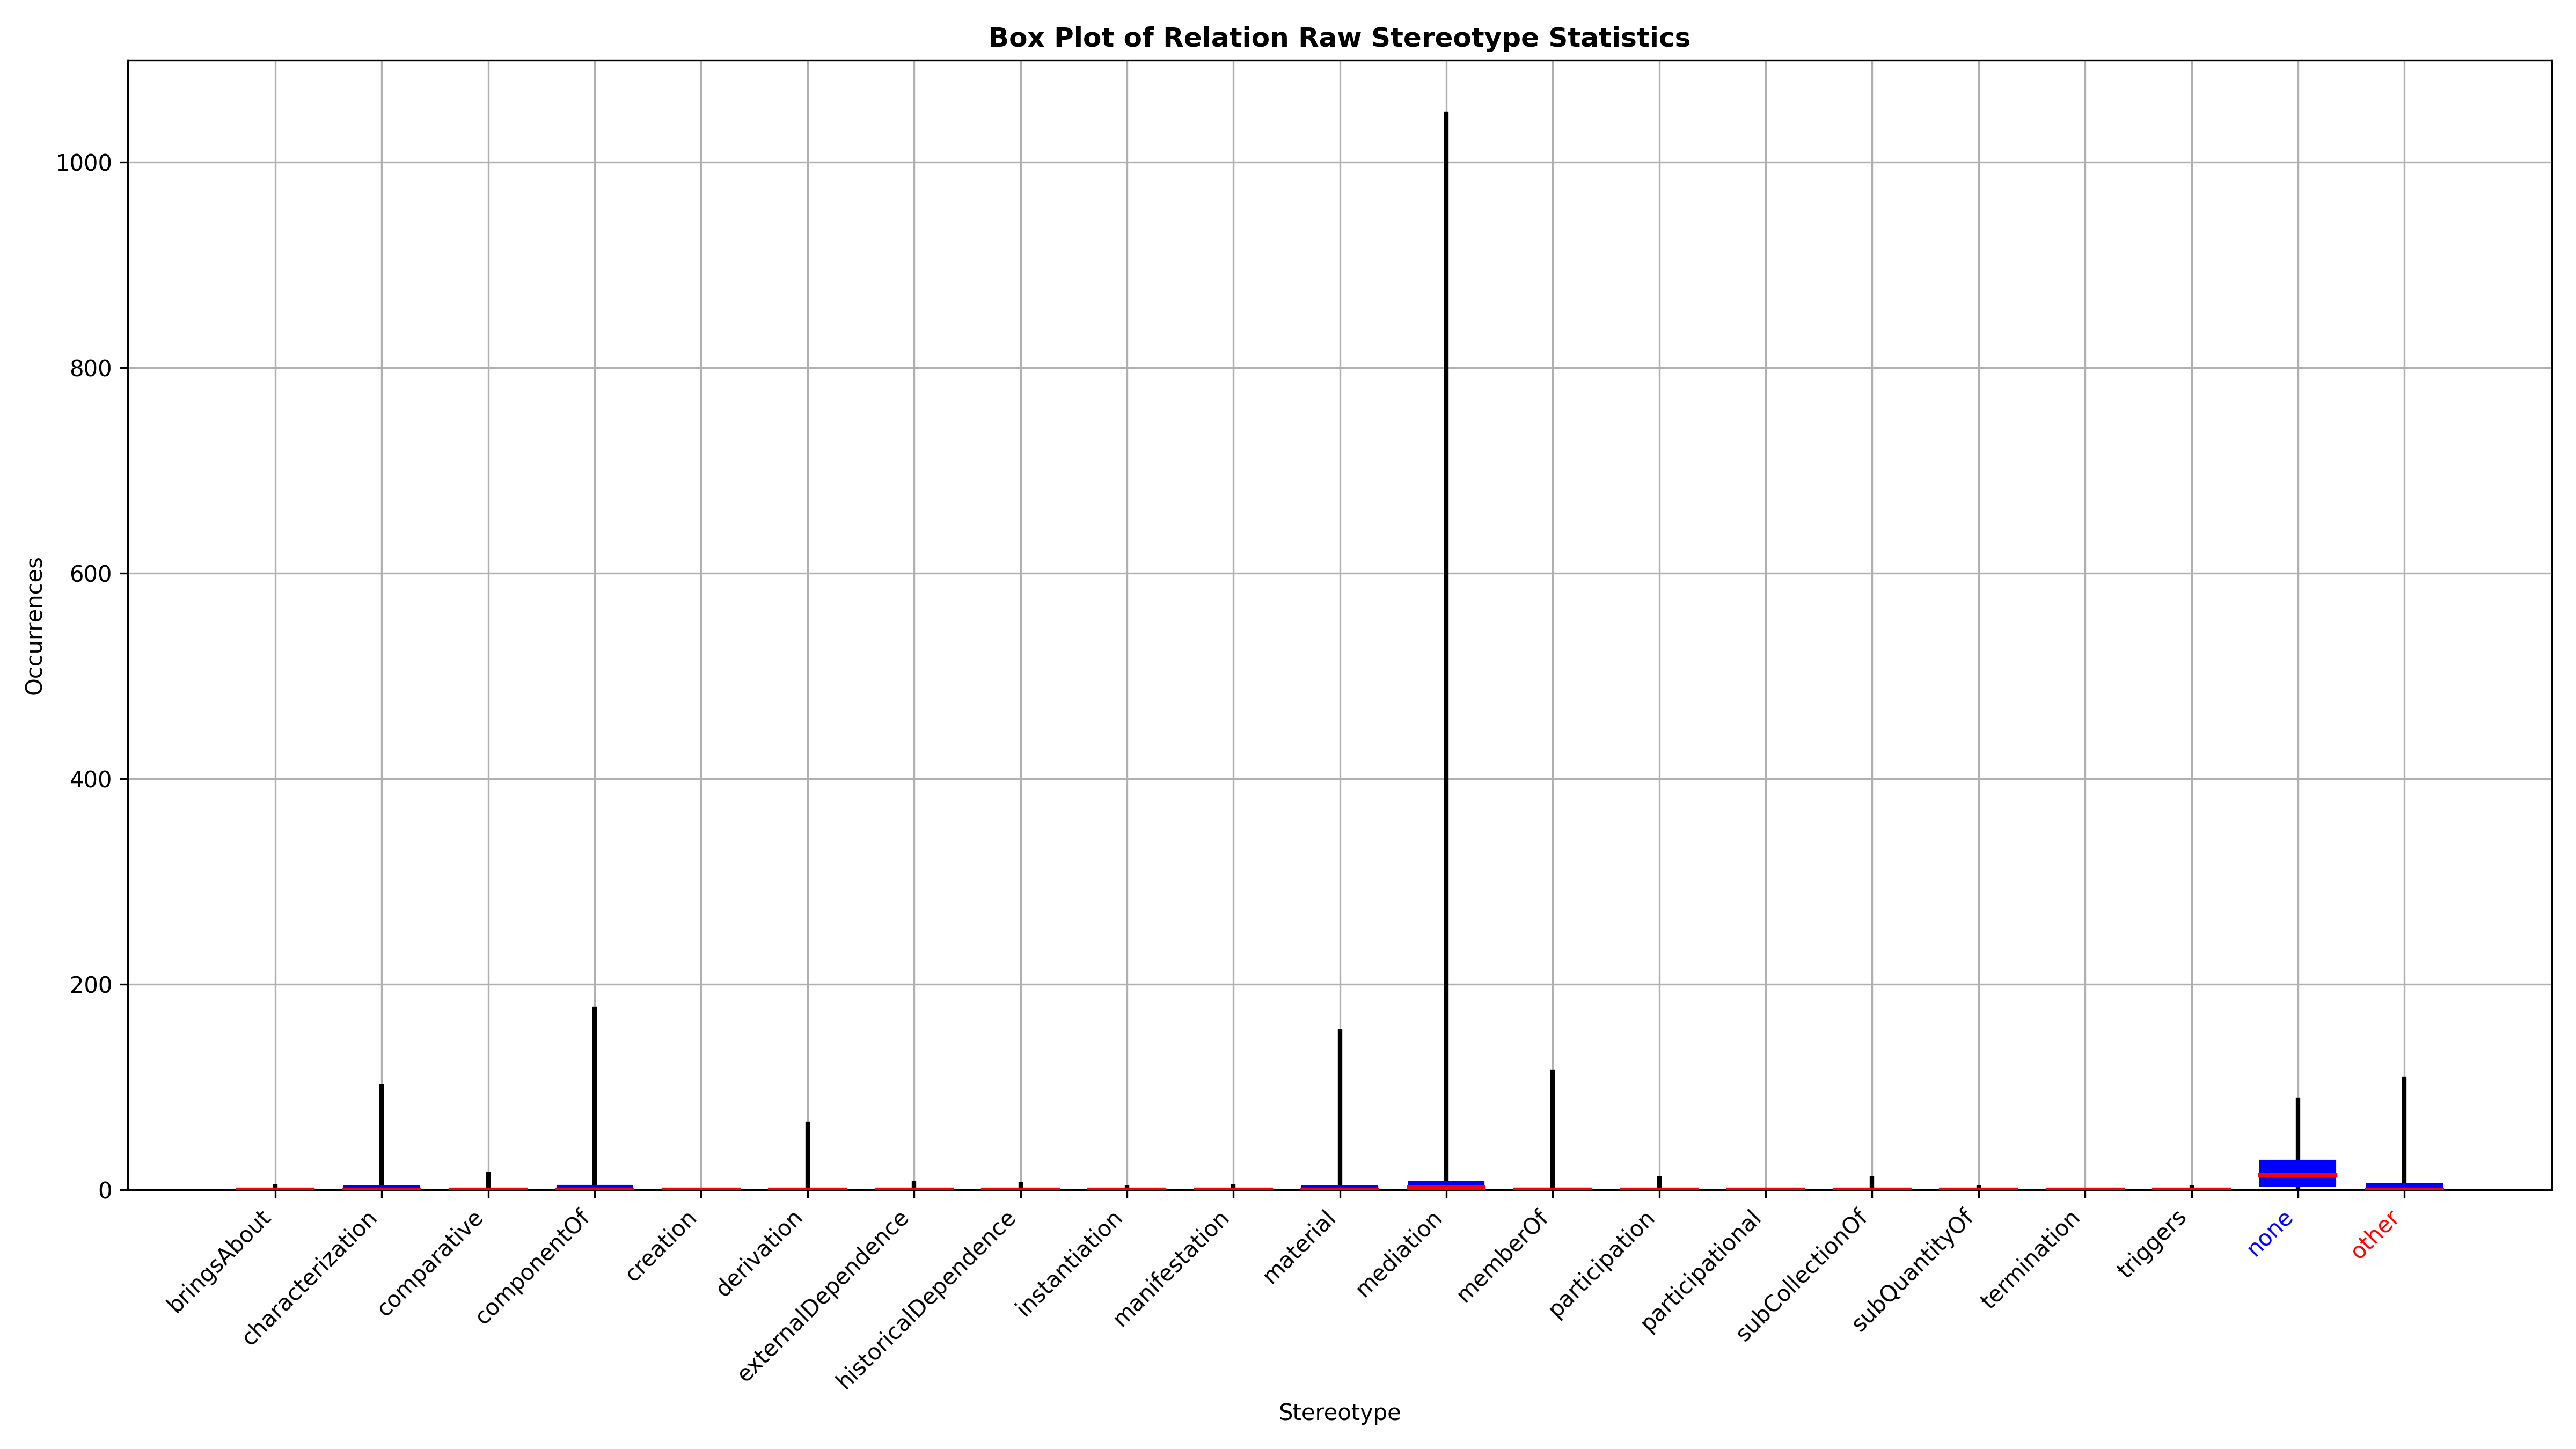 Box Plot of Relation Raw Stereotype Statistics
1000
800
600
400
200
0
Occurrences
bringsAbout
characterization
comparative
componentOf
creation
derivation
externalDependence
historicalDependence
instantiation
manifestation
material
mediation
memberOf
participation
participational
subCollectionOf
subQuantityOf
termination
triggers
none
other
Stereotype